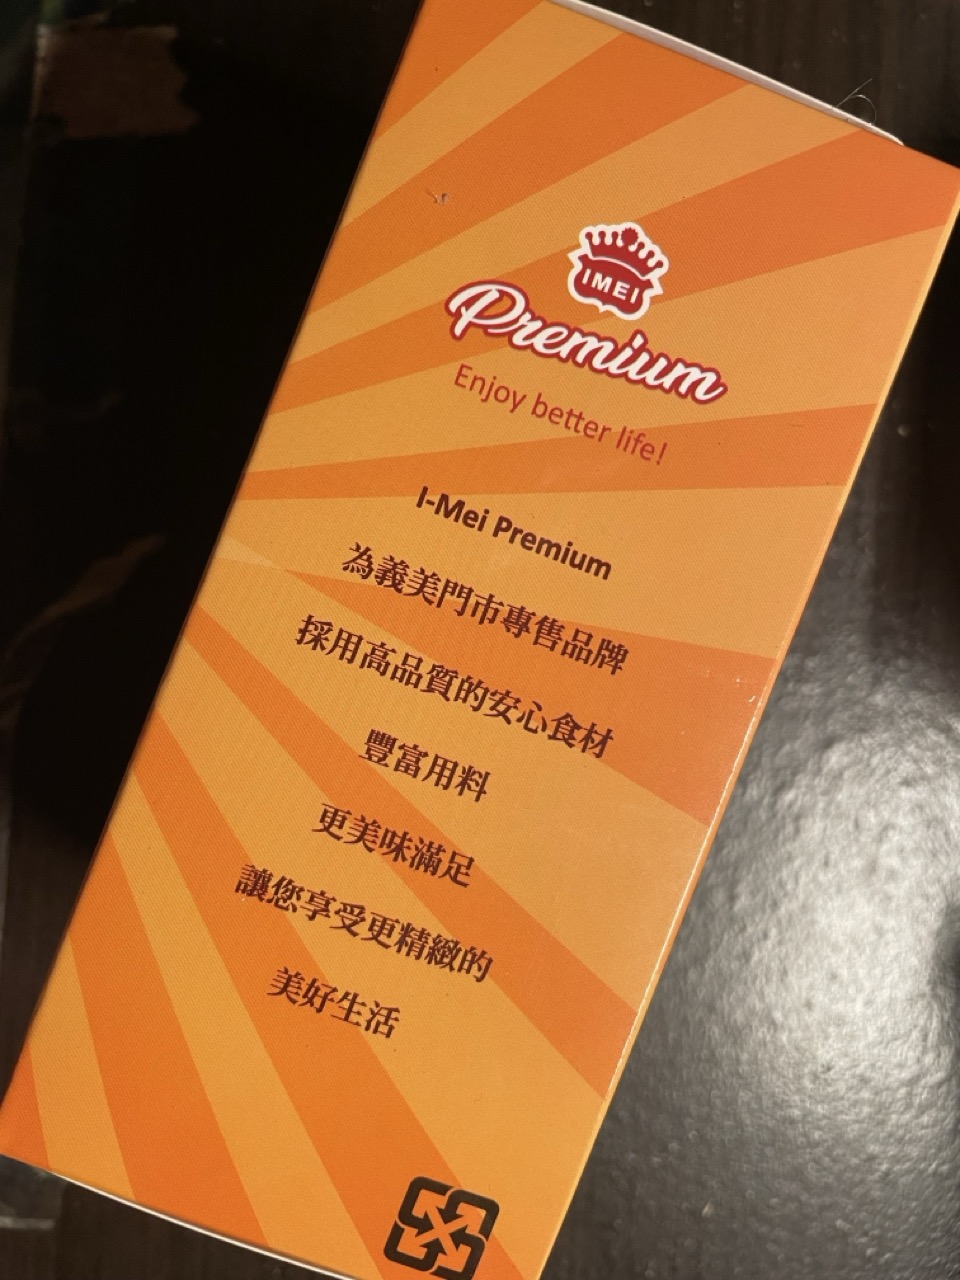 IMEI
Premium
Enjoy better life!
I-Mei Premium
為義美門市專售品牌
採用高品質的安心食材
豐富用料
更美味滿足
讓您享受更精緻的
美好生活